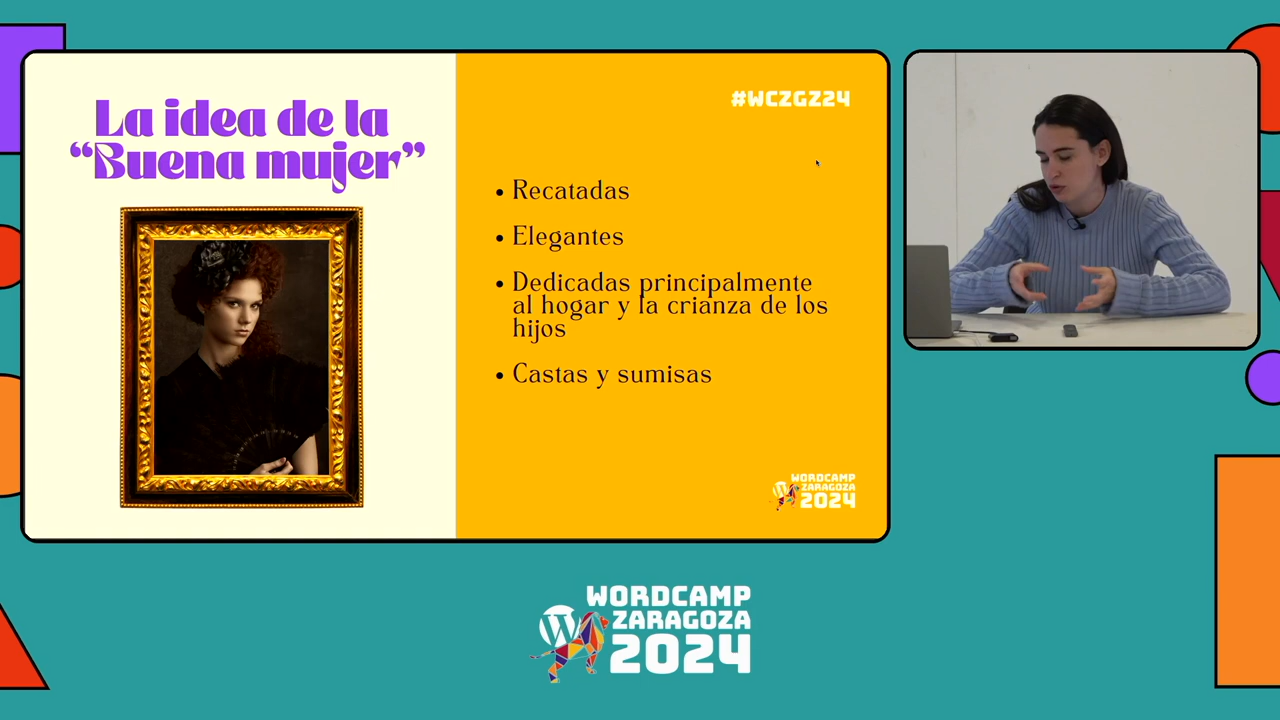 La idea de la
“Buena mujer”
#WCZGZ24
• Recatadas
• Elegantes
• Dedicadas principalmente
al hogar y la crianza de los
hijos
• Castas y sumisas
WORDCAMP
ZARAGOZA
2024
WORDCAMP
ZARAGOZA
2024